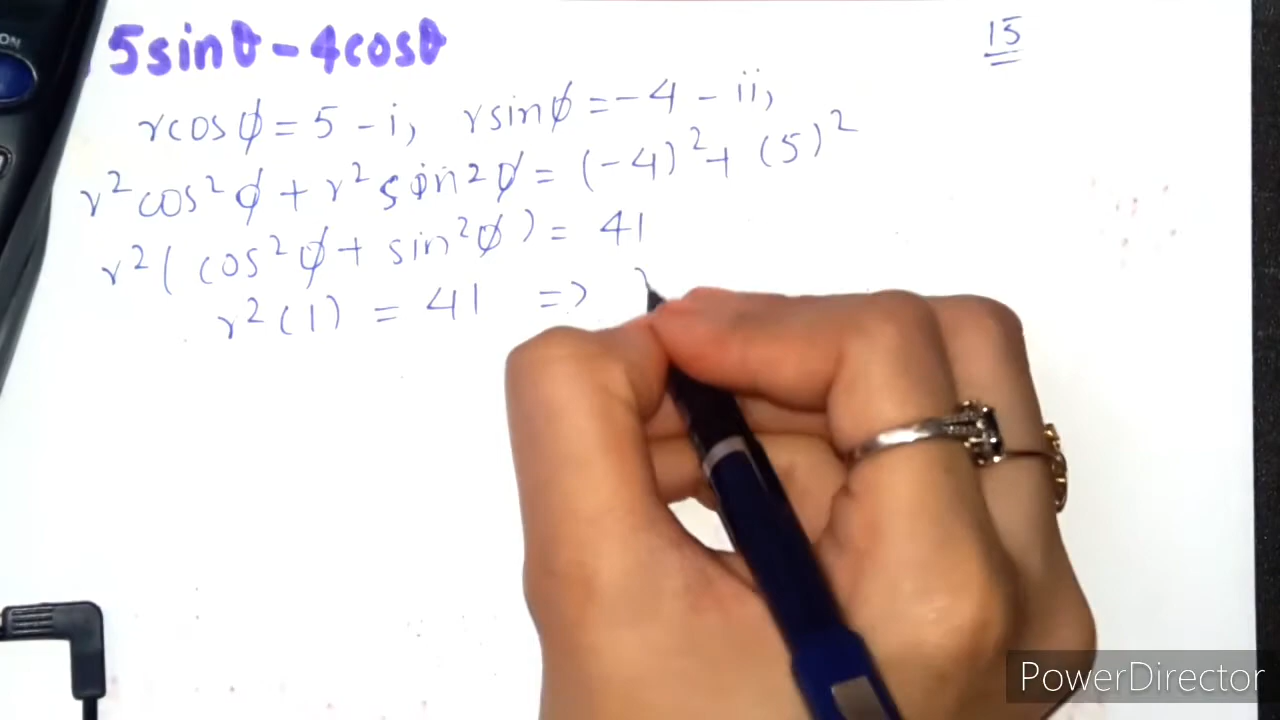 ON
5sinθ - 4cosθ
15
rcosϕ = 5 - i, rsinϕ = -4 - ii,
r²cos²ϕ + r²sin²ϕ = (-4)² + (5)²
r²(cos²ϕ + sin²ϕ) = 41
r²(1) = 41 =>
PowerDirector